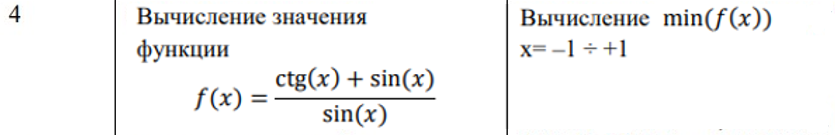 4
Вычисление значения
функции
f(x) = (ctg(x) + sin(x)) / sin(x)
Вычисление min(f(x))
x= –1 ÷ +1